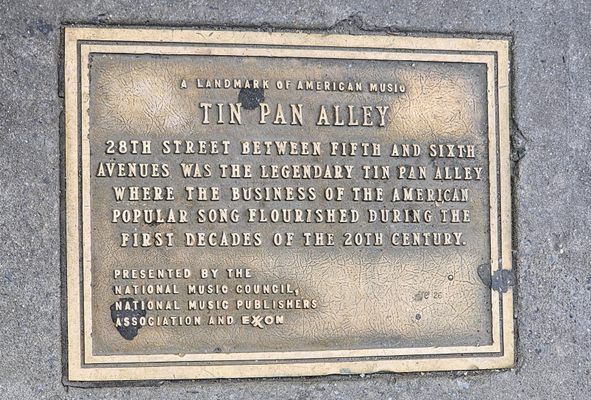 A LANDMARK OF AMERICAN MUSIC
TIN PAN ALLEY
28TH STREET BETWEEN FIFTH AND SIXTH
AVENUES WAS THE LEGENDARY TIN PAN ALLEY
WHERE THE BUSINESS OF THE AMERICAN
POPULAR SONG FLOURISHED DURING THE
FIRST DECADES OF THE 20TH CENTURY.
PRESENTED BY THE
NATIONAL MUSIC COUNCIL,
NATIONAL MUSIC PUBLISHERS
ASSOCIATION AND EXXON